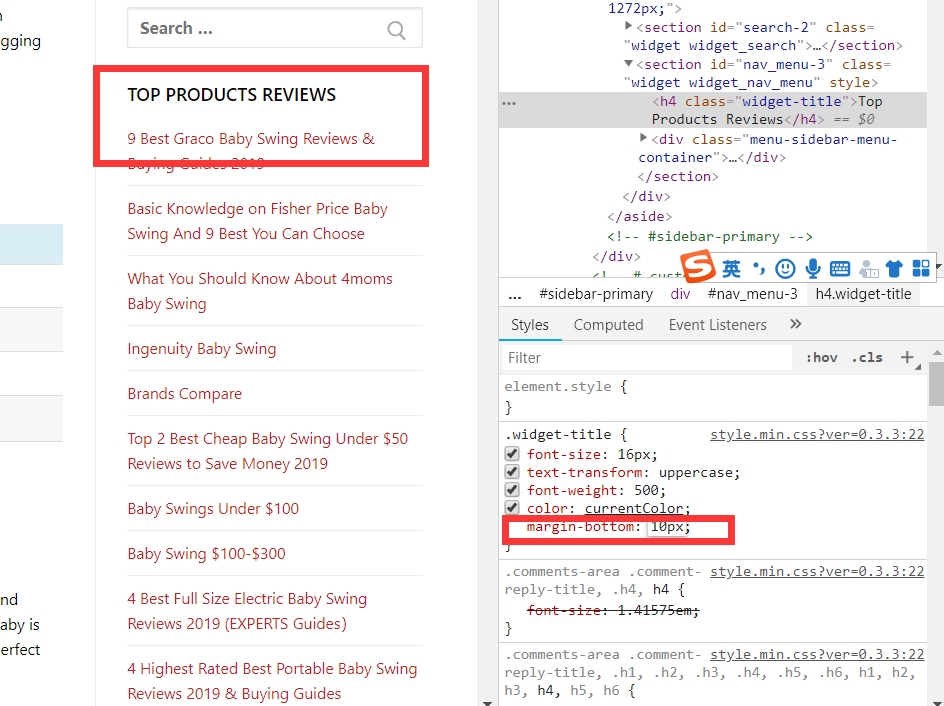 gging
Search ...
TOP PRODUCTS REVIEWS
9 Best Graco Baby Swing Reviews &
Buying Guides 2019
Basic Knowledge on Fisher Price Baby
Swing And 9 Best You Can Choose
What You Should Know About 4moms
Baby Swing
Ingenuity Baby Swing
Brands Compare
Top 2 Best Cheap Baby Swing Under $50
Reviews to Save Money 2019
Baby Swings Under $100
Baby Swing $100-$300
4 Best Full Size Electric Baby Swing
Reviews 2019 (EXPERTS Guides)
4 Highest Rated Best Portable Baby Swing
Reviews 2019 & Buying Guides
nd
aby is
erfect
1272px;">
<section id="search-2" class=
"widget widget_search">…</section>
<section id="nav_menu-3" class=
"widget widget_nav_menu" style>
<h4 class="widget-title">Top
Products Reviews</h4> == $0
<div class="menu-sidebar-menu-
container">…</div>
</section>
</div>
</aside>
<!-- #sidebar-primary -->
</div>
S 英
... #sidebar-primary div #nav_menu-3 h4.widget-title
Styles Computed Event Listeners »
Filter :hov .cls +
element.style {
}
.widget-title { style.min.css?ver=0.3.3:22
font-size: 16px;
text-transform: uppercase;
font-weight: 500;
color: currentColor;
margin-bottom: 10px;
}
.comments-area .comment- style.min.css?ver=0.3.3:22
reply-title, .h4, h4 {
font-size: 1.41575em;
}
.comments-area .comment- style.min.css?ver=0.3.3:22
reply-title, .h1, .h2, .h3, .h4, .h5, .h6, h1, h2,
h3, h4, h5, h6 {